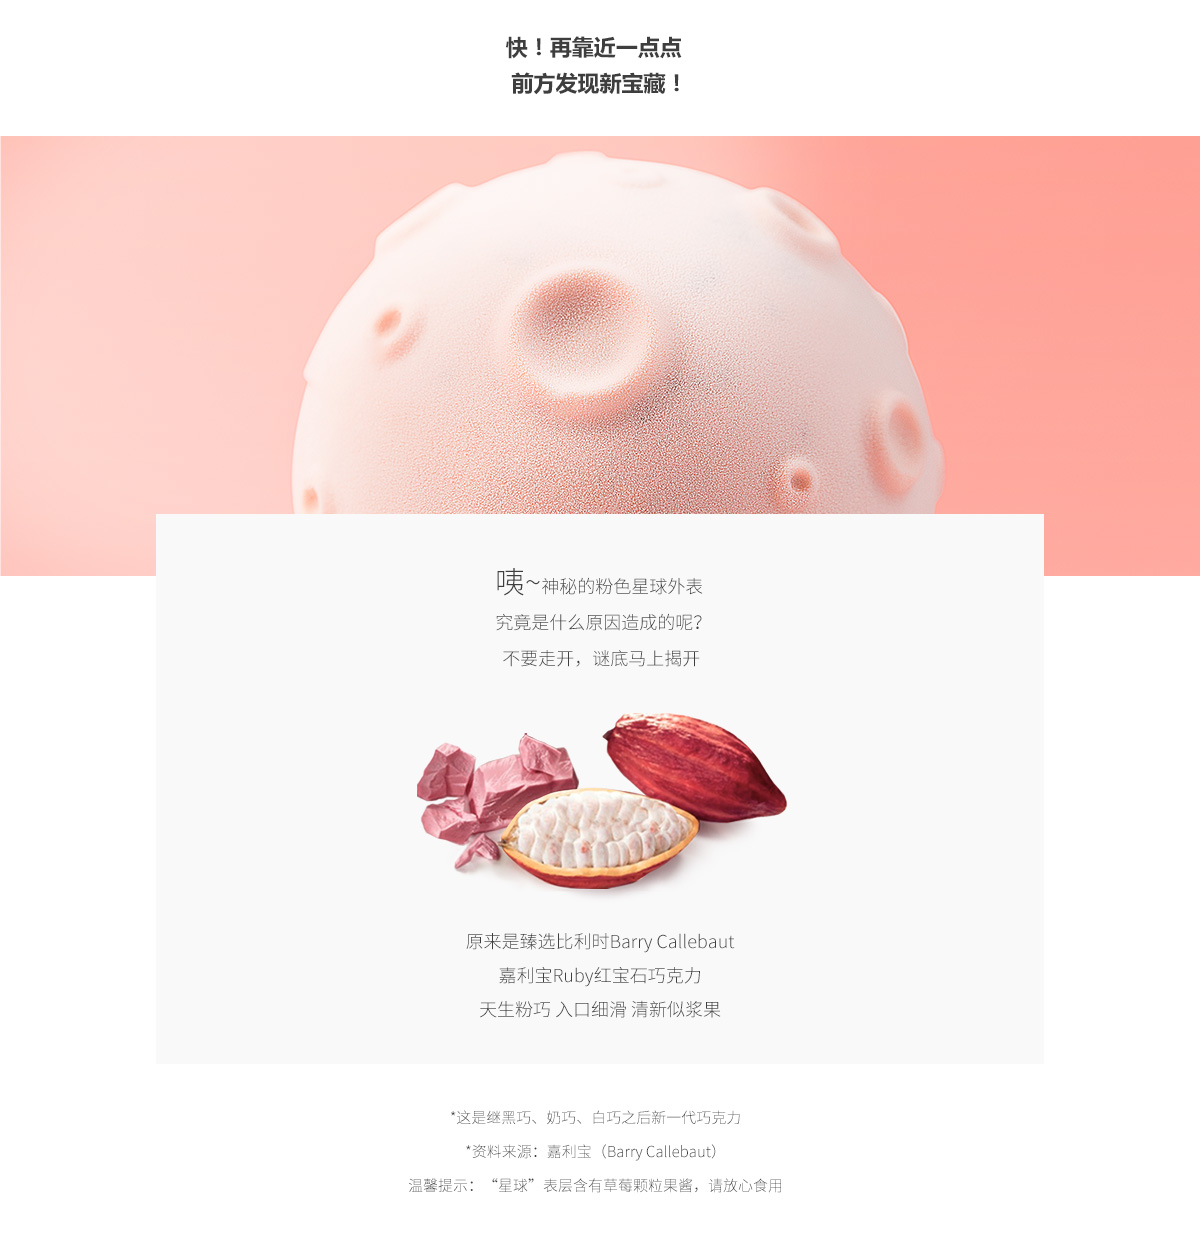 快！再靠近一点点
前方发现新宝藏！
咦~神秘的粉色星球外表
究竟是什么原因造成的呢？
不要走开，谜底马上揭开
原来是臻选比利时Barry Callebaut
嘉利宝Ruby红宝石巧克力
天生粉巧 入口细滑 清新似浆果
*这是继黑巧、奶巧、白巧之后新一代巧克力
*资料来源：嘉利宝（Barry Callebaut）
温馨提示：“星球”表层含有草莓颗粒果酱，请放心食用